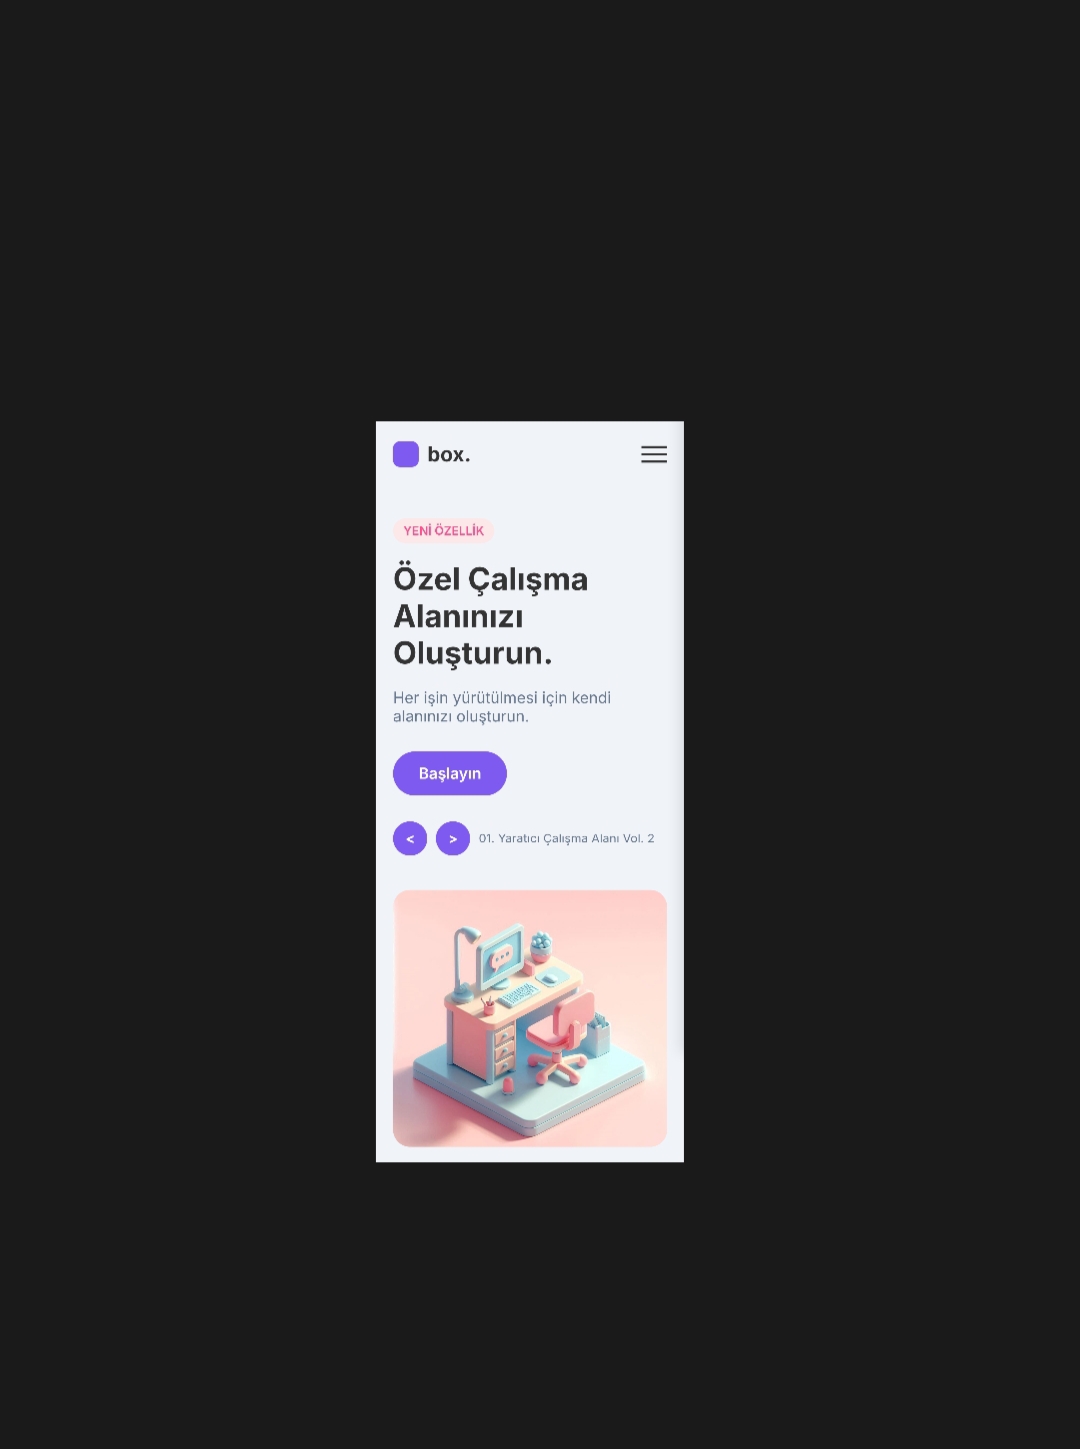 box.
YENİ ÖZELLİK
Özel Çalışma
Alanınızı
Oluşturun.
Her işin yürütülmesi için kendi
alanınızı oluşturun.
Başlayın
< > 01. Yaratıcı Çalışma Alanı Vol. 2